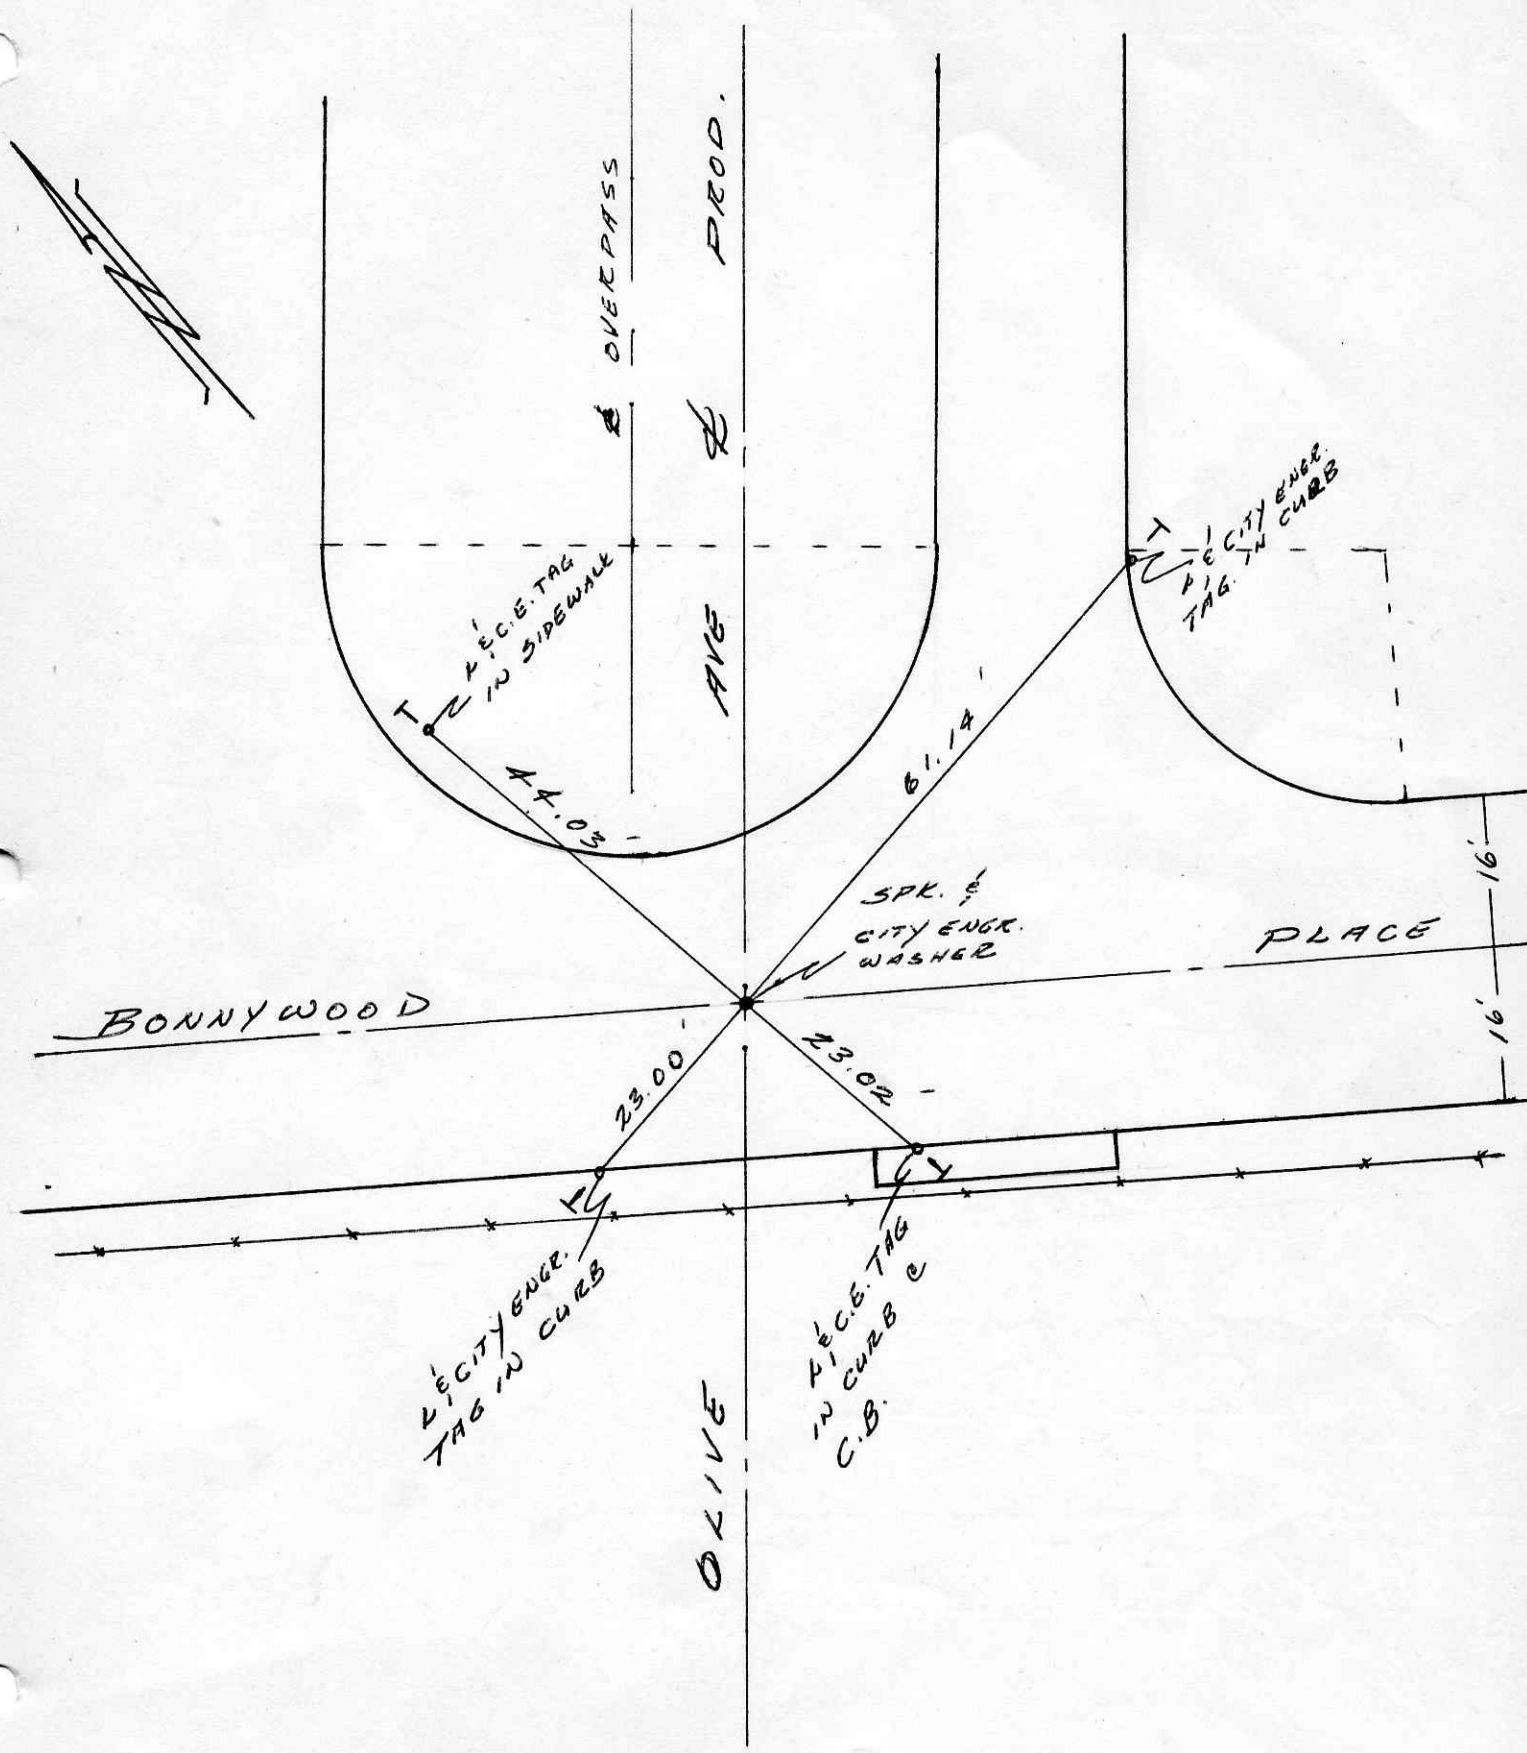 ℄ OVERPASS
OLIVE AVE ℄ PROD.
L & C.E. TAG
IN SIDEWALK
T
44.03'
T
L & CITY ENGR.
TAG IN CURB
61.14'
SPK. &
CITY ENGR.
WASHER
BONNYWOOD PLACE
16'
16'
23.00'
23.02'
T
L & CITY ENGR.
TAG IN CURB
T
L & C.E. TAG
IN CURB @
C.B.